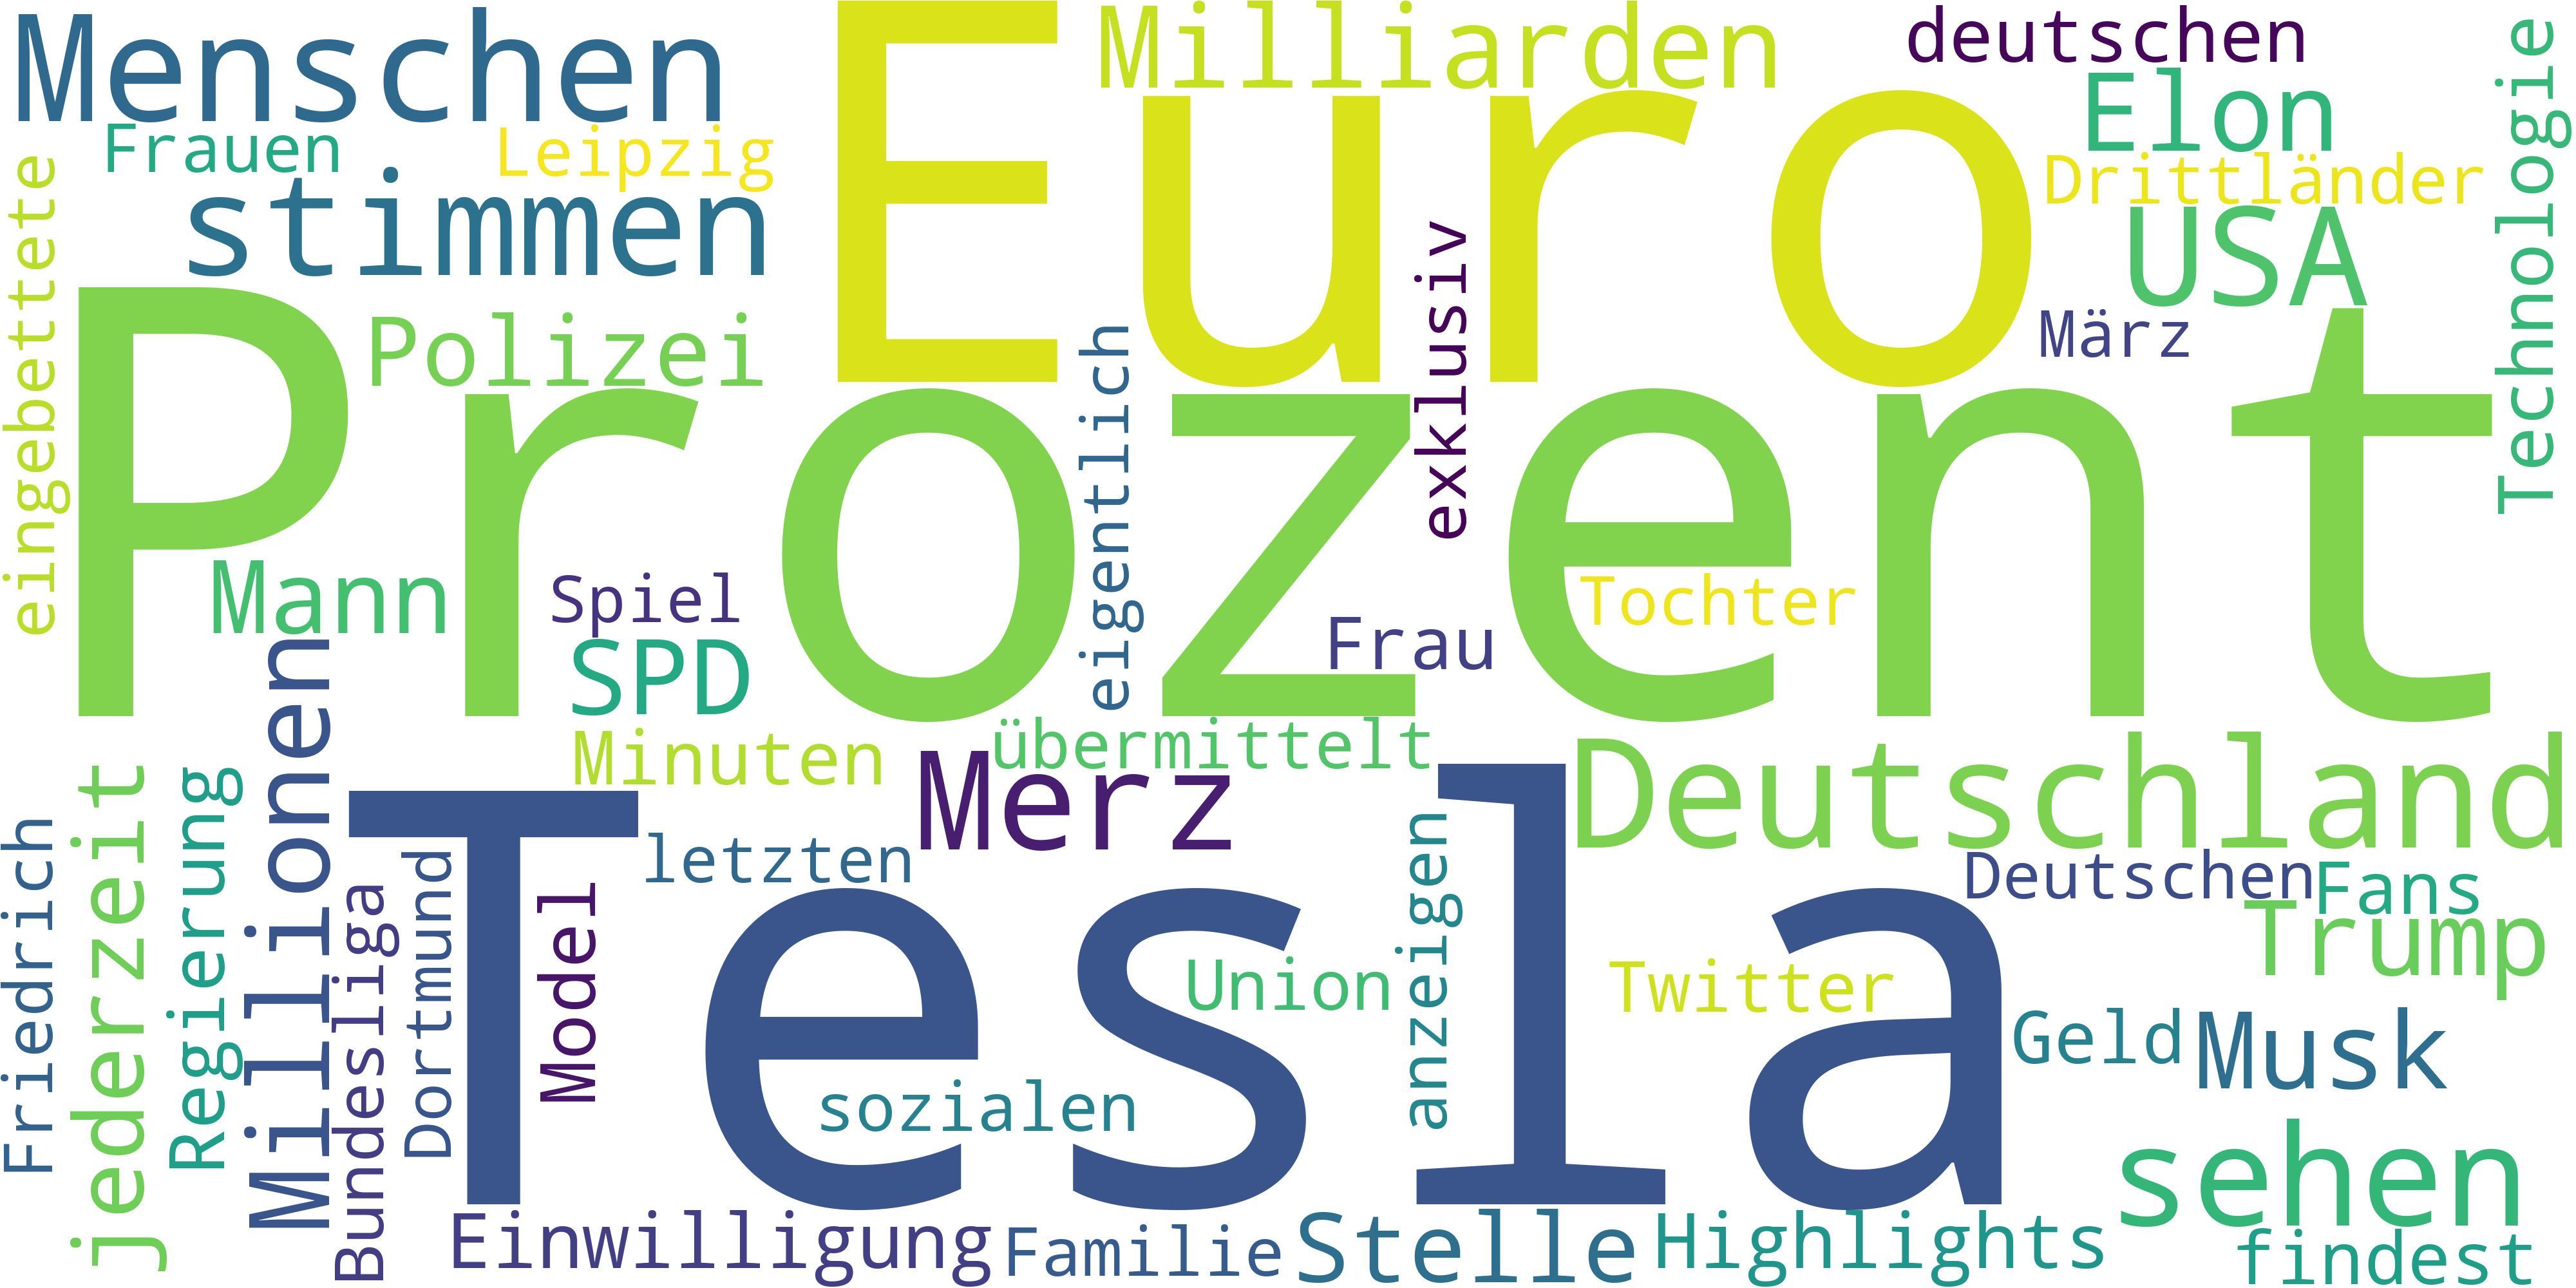 Menschen
Euro
Milliarden
deutschen
Elon
Technologie
Frauen
Leipzig
Drittländer
eingebettete
stimmen
USA
exklusiv
Prozent
Polizei
März
eigentlich
Mann
Spiel
Tochter
Frau
SPD
Millionen
Minuten
übermittelt
Merz
Deutschland
Tesla
jederzeit
Regierung
Friedrich
letzten
Dortmund
Bundesliga
Model
anzeigen
Deutschen
Fans
Trump
Union
Twitter
Geld
Musk
sozialen
sehen
Einwilligung
Familie
Stelle
Highlights
findest